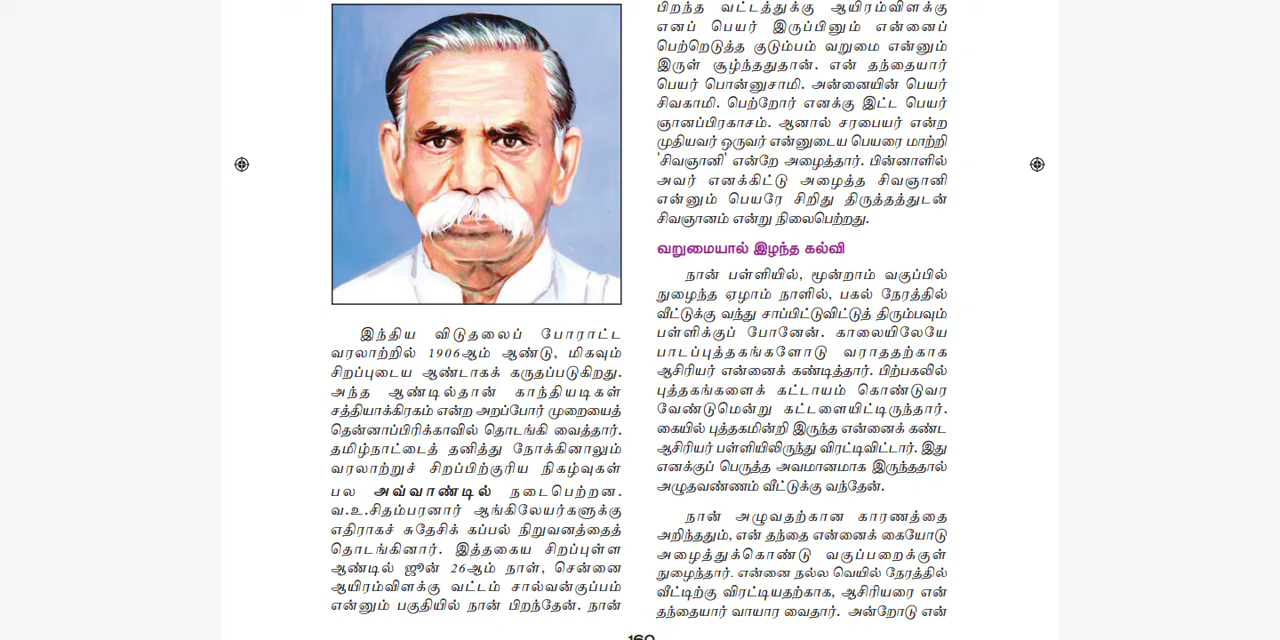 இந்திய விடுதலைப் போராட்ட
வரலாற்றில் 1906ஆம் ஆண்டு, மிகவும்
சிறப்புடைய ஆண்டாகக் கருதப்படுகிறது.
அந்த ஆண்டில்தான் காந்தியடிகள்
சத்தியாக்கிரகம் என்ற அறப்போர் முறையைத்
தென்னாப்பிரிக்காவில் தொடங்கி வைத்தார்.
தமிழ்நாட்டைத் தனித்து நோக்கினாலும்
வரலாற்றுச் சிறப்பிற்குரிய நிகழ்வுகள்
பல அவ்வாண்டில் நடைபெற்றன.
வ.உ.சிதம்பரனார் ஆங்கிலேயர்களுக்கு
எதிராகச் சுதேசிக் கப்பல் நிறுவனத்தைத்
தொடங்கினார். இத்தகைய சிறப்புள்ள
ஆண்டில் ஜூன் 26ஆம் நாள், சென்னை
ஆயிரம்விளக்கு வட்டம் சால்வன்குப்பம்
என்னும் பகுதியில் நான் பிறந்தேன். நான்
பிறந்த வட்டத்துக்கு ஆயிரம்விளக்கு
எனப் பெயர் இருப்பினும் என்னைப்
பெற்றெடுத்த குடும்பம் வறுமை என்னும்
இருள் சூழ்ந்ததுதான். என் தந்தையார்
பெயர் பொன்னுசாமி. அன்னையின் பெயர்
சிவகாமி. பெற்றோர் எனக்கு இட்ட பெயர்
ஞானப்பிரகாசம். ஆனால் சரபையர் என்ற
முதியவர் ஒருவர் என்னுடைய பெயரை மாற்றி
'சிவஞானி' என்றே அழைத்தார். பின்னாளில்
அவர் எனக்கிட்டு அழைத்த சிவஞானி
என்னும் பெயரே சிறிது திருத்தத்துடன்
சிவஞானம் என்று நிலைபெற்றது.
வறுமையால் இழந்த கல்வி
நான் பள்ளியில், மூன்றாம் வகுப்பில்
நுழைந்த ஏழாம் நாளில், பகல் நேரத்தில்
வீட்டுக்கு வந்து சாப்பிட்டுவிட்டுத் திரும்பவும்
பள்ளிக்குப் போனேன். காலையிலேயே
பாடப்புத்தகங்களோடு வராததற்காக
ஆசிரியர் என்னைக் கண்டித்தார். பிற்பகலில்
புத்தகங்களைக் கட்டாயம் கொண்டுவர
வேண்டுமென்று கட்டளையிட்டிருந்தார்.
கையில் புத்தகமின்றி இருந்த என்னைக் கண்ட
ஆசிரியர் பள்ளியிலிருந்து விரட்டிவிட்டார். இது
எனக்குப் பெருத்த அவமானமாக இருந்ததால்
அழுதவண்ணம் வீட்டுக்கு வந்தேன்.
நான் அழுவதற்கான காரணத்தை
அறிந்ததும், என் தந்தை என்னைக் கையோடு
அழைத்துக்கொண்டு வகுப்பறைக்குள்
நுழைந்தார். என்னை நல்ல வெயில் நேரத்தில்
வீட்டிற்கு விரட்டியதற்காக, ஆசிரியரை என்
தந்தையார் வாயார வைதார். அன்றோடு என்
160